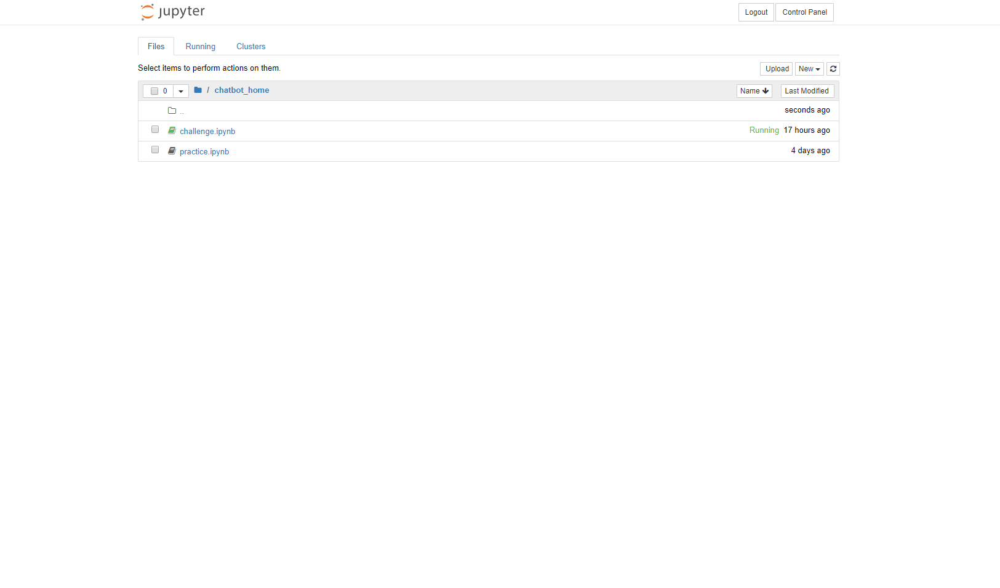 jupyter
Logout Control Panel
Files Running Clusters
Select items to perform actions on them.
Upload New
0 / chatbot_home Name Last Modified
.. seconds ago
challenge.ipynb Running 17 hours ago
practice.ipynb 4 days ago